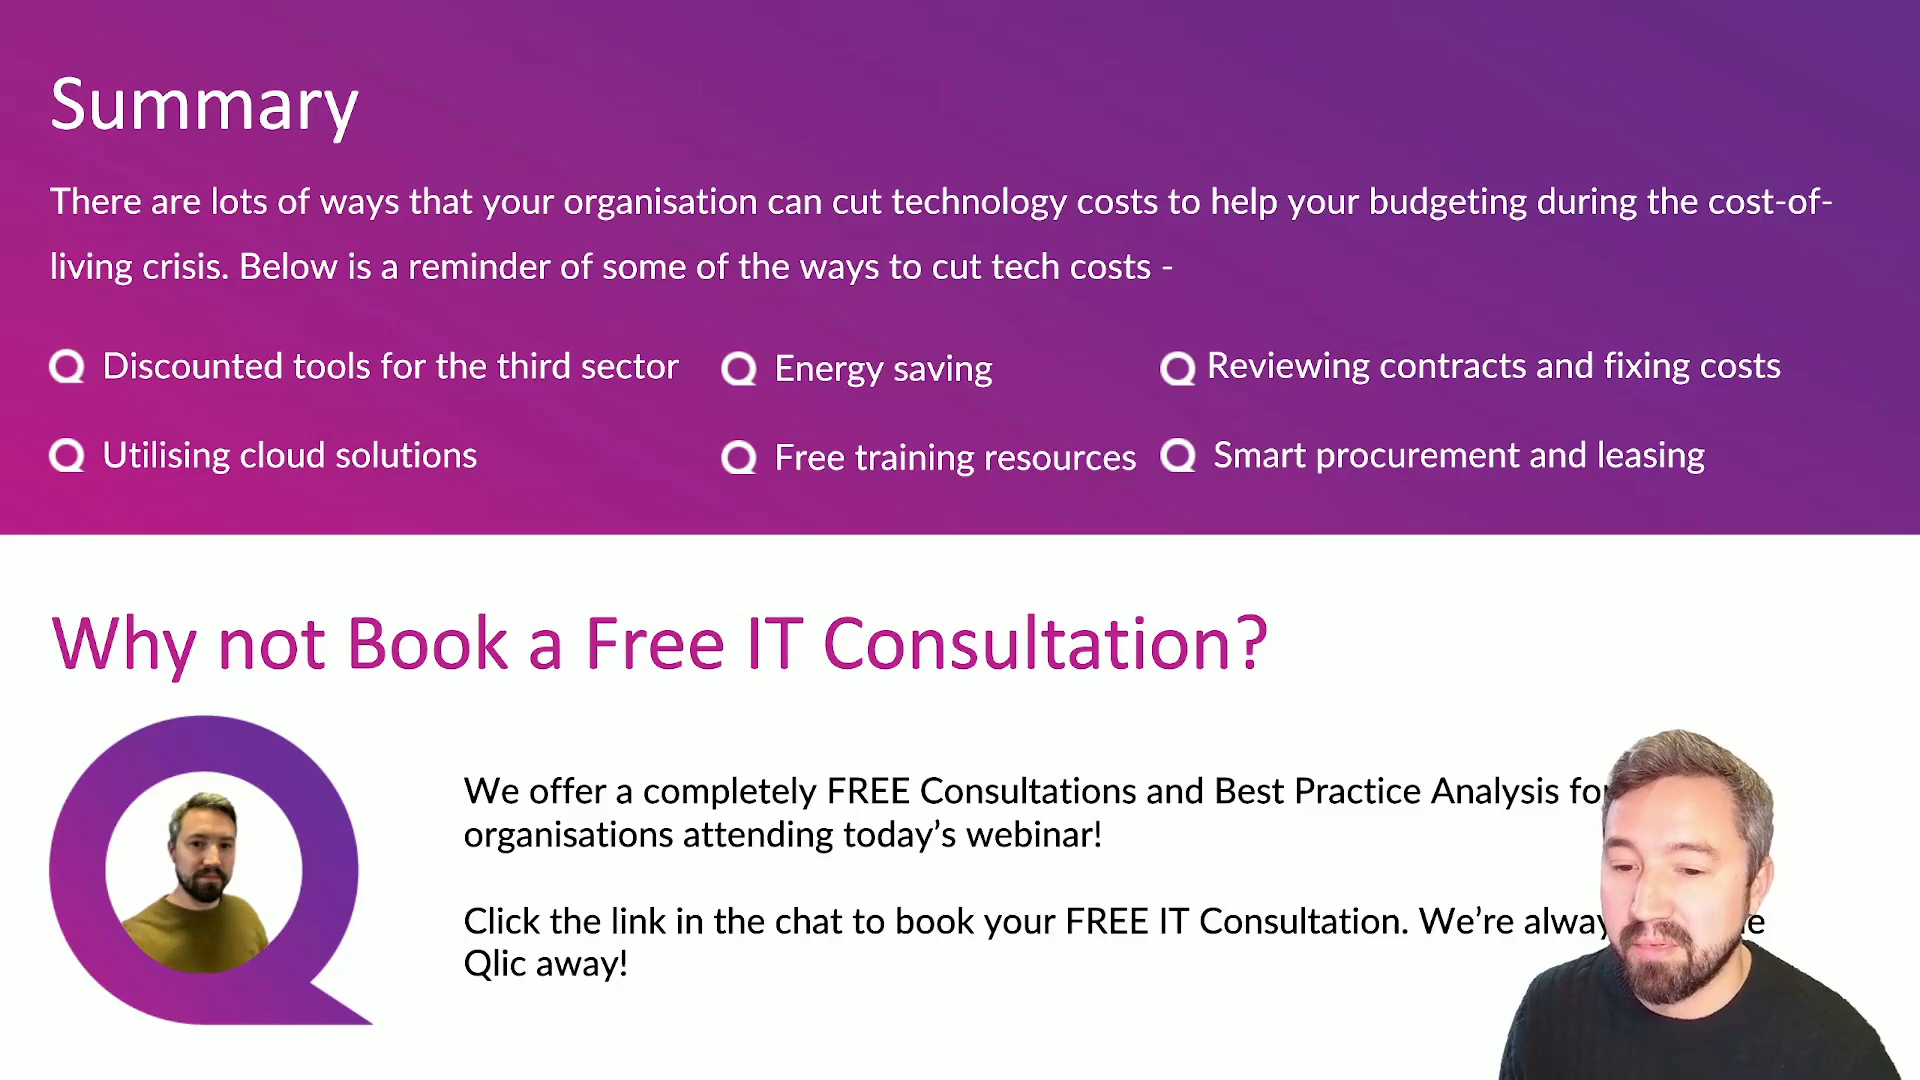 Summary
There are lots of ways that your organisation can cut technology costs to help your budgeting during the cost-of-
living crisis. Below is a reminder of some of the ways to cut tech costs -
Discounted tools for the third sector
Energy saving
Reviewing contracts and fixing costs
Utilising cloud solutions
Free training resources
Smart procurement and leasing
Why not Book a Free IT Consultation?
We offer a completely FREE Consultations and Best Practice Analysis for
organisations attending today’s webinar!
Click the link in the chat to book your FREE IT Consultation. We’re
Qlic away!